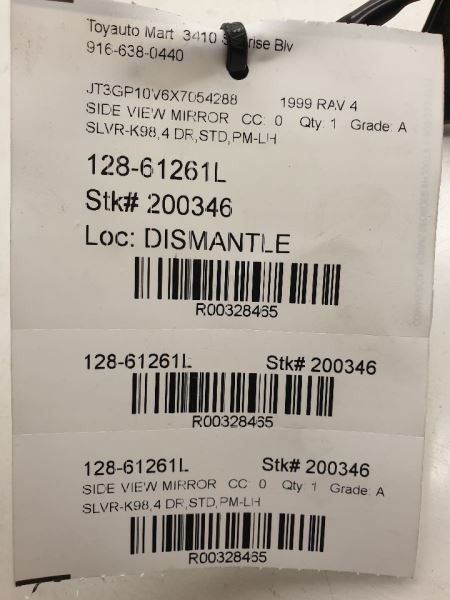 Toyauto Mart 3410 Blv
916-638-0440
JT3GP10V6X7054288 1999 RAV 4
SIDE VIEW MIRROR CC: 0 Qty: 1 Grade: A
SLVR-K98,4 DR,STD,PM-LH
128-61261L
Stk# 200346
Loc: DISMANTLE
R00328465
128-61261L Stk# 200346
R00328465
128-61261L Stk# 200346
SIDE VIEW MIRROR CC: 0 Qty: 1 Grade: A
SLVR-K98,4 DR,STD,PM-LH
R00328465